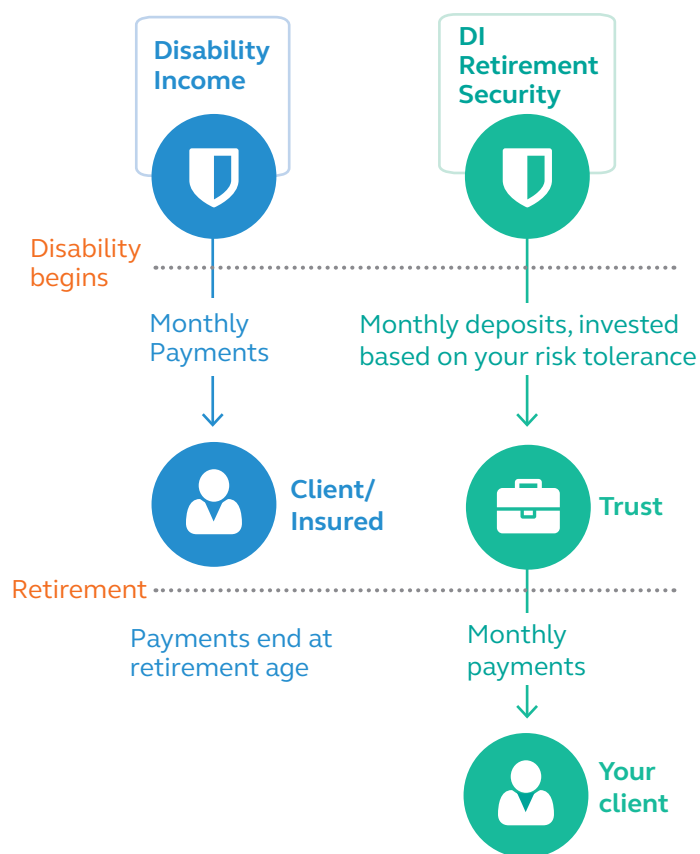 Disability
Income
DI
Retirement
Security
Disability
begins
Monthly
Payments
Monthly deposits, invested
based on your risk tolerance
Client/
Insured
Trust
Retirement
Payments end at
retirement age
Monthly
payments
Your
client